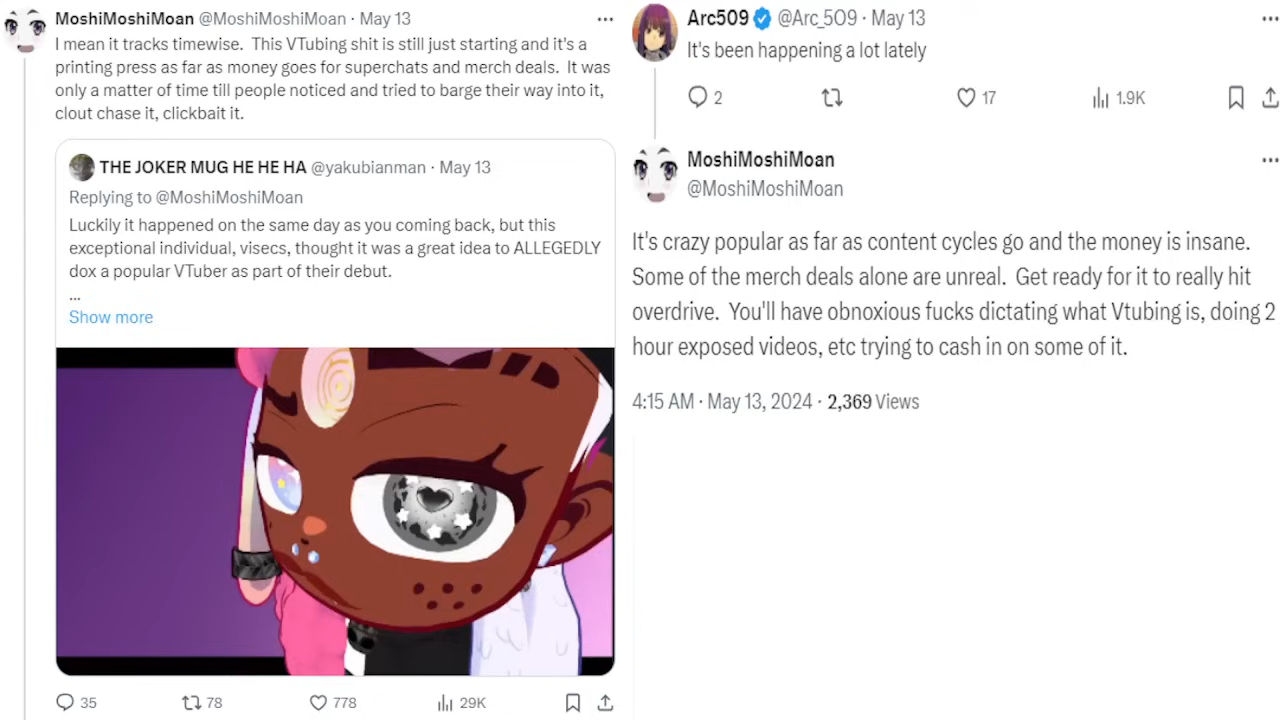 MoshiMoshiMoan @MoshiMoshiMoan · May 13
I mean it tracks timewise. This VTubing shit is still just starting and it's a
printing press as far as money goes for superchats and merch deals. It was
only a matter of time till people noticed and tried to barge their way into it,
clout chase it, clickbait it.
THE JOKER MUG HE HE HA @yakubianman · May 13
Replying to @MoshiMoshiMoan
Luckily it happened on the same day as you coming back, but this
exceptional individual, visecs, thought it was a great idea to ALLEGEDLY
dox a popular VTuber as part of their debut.
...
Show more
35 78 778 29K
Arc509 @Arc_509 · May 13
It's been happening a lot lately
2 17 1.9K
MoshiMoshiMoan
@MoshiMoshiMoan
It's crazy popular as far as content cycles go and the money is insane.
Some of the merch deals alone are unreal. Get ready for it to really hit
overdrive. You'll have obnoxious fucks dictating what Vtubing is, doing 2
hour exposed videos, etc trying to cash in on some of it.
4:15 AM · May 13, 2024 · 2,369 Views